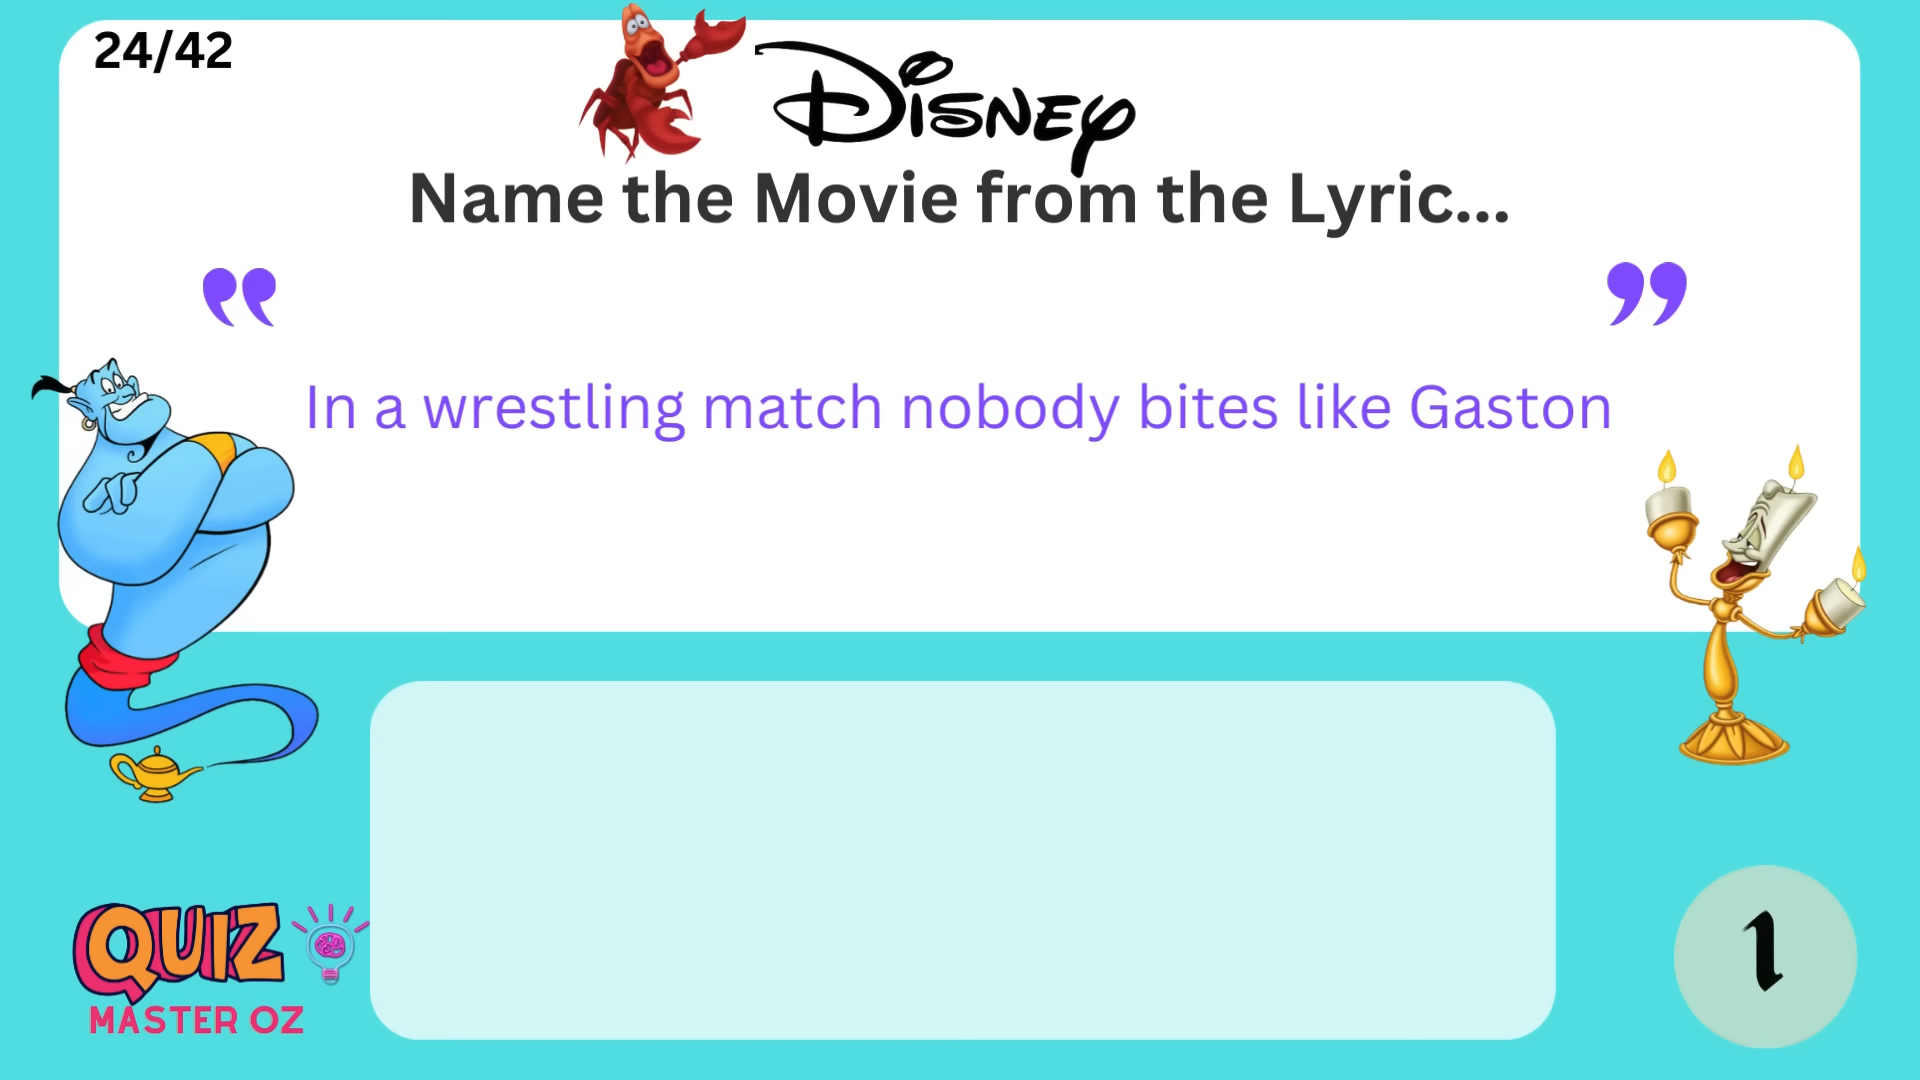 24/42
Disney
Name the Movie from the Lyric...
"
"
In a wrestling match nobody bites like Gaston
QUIZ
MASTER OZ
1